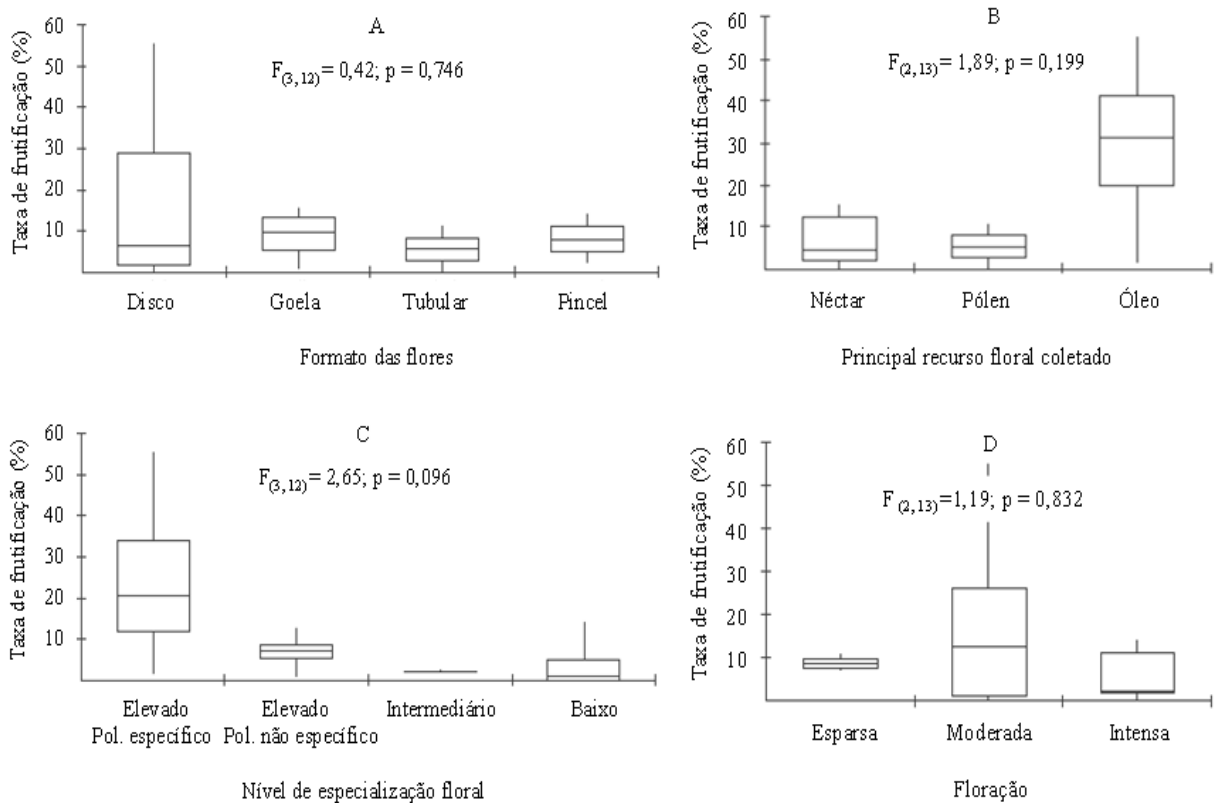 A
Taxa de frutificação (%)
60
50
40
30
20
10
F(3, 12) = 0,42; p = 0,746
Disco Goela Tubular Pincel
Formato das flores
B
Taxa de frutificação (%)
60
50
40
30
20
10
F(2, 13) = 1,89; p = 0,199
Néctar Pólen Óleo
Principal recurso floral coletado
C
Taxa de frutificação (%)
60
50
40
30
20
10
F(3, 12) = 2,65; p = 0,096
Elevado Elevado Intermediário Baixo
Pol. específico Pol. não específico
Nível de especialização floral
D
Taxa de frutificação (%)
60
50
40
30
20
10
F (2, 13) =1,19; p = 0,832
Esparsa Moderada Intensa
Floração